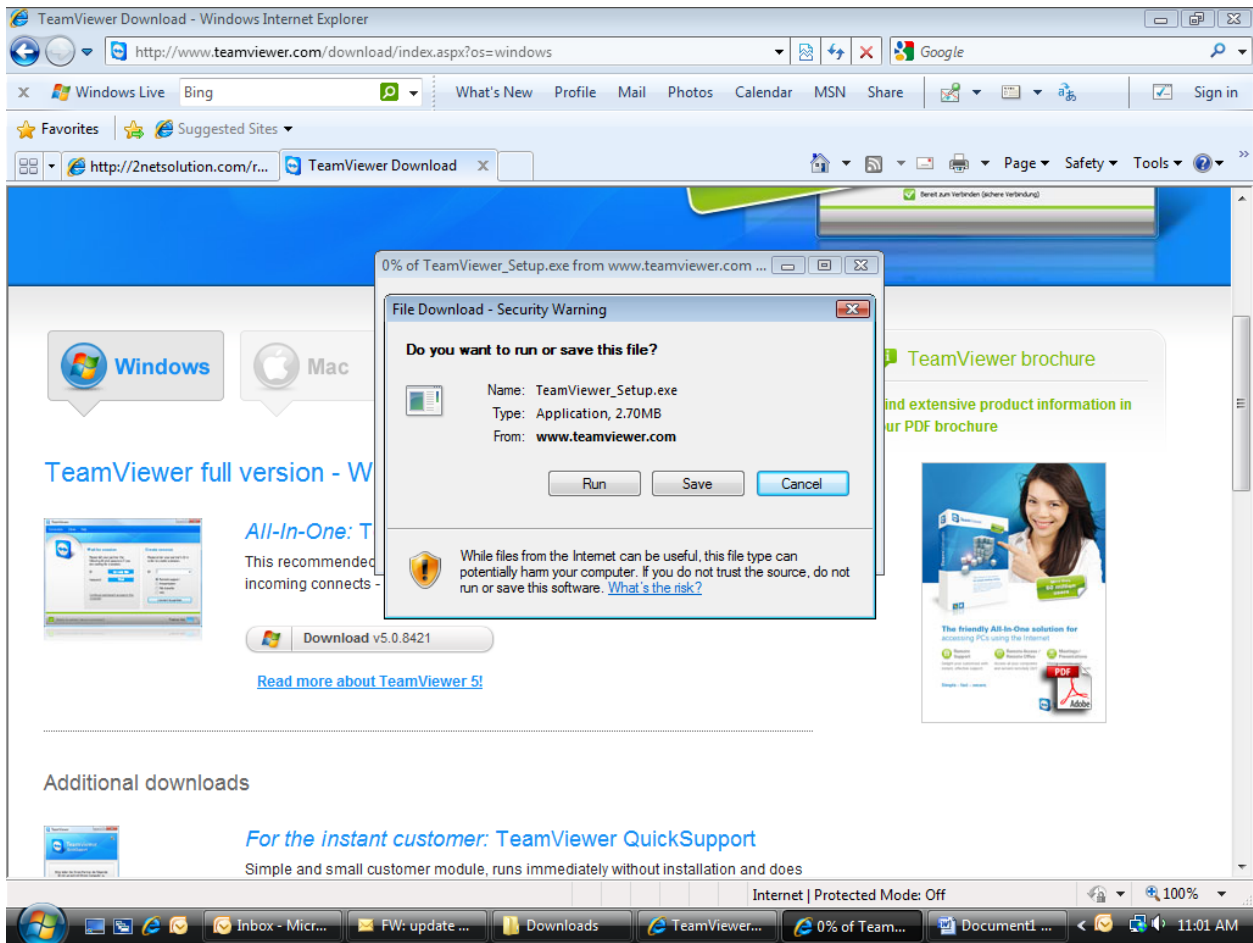 TeamViewer Download - Windows Internet Explorer
http://www.teamviewer.com/download/index.aspx?os=windows
Google
x Windows Live Bing What's New Profile Mail Photos Calendar MSN Share Sign in
Favorites Suggested Sites
http://2netsolution.com/r... TeamViewer Download x Page Safety Tools »
Bereit zum Verbinden (sichere Verbindung)
0% of TeamViewer_Setup.exe from www.teamviewer.com ...
File Download - Security Warning
Do you want to run or save this file?
Name: TeamViewer_Setup.exe
Type: Application, 2.70MB
From: www.teamviewer.com
Run Save Cancel
While files from the Internet can be useful, this file type can
potentially harm your computer. If you do not trust the source, do not
run or save this software. What's the risk?
Windows
Mac
TeamViewer brochure
ind extensive product information in
ur PDF brochure
TeamViewer full version - W
All-In-One: T
This recommended
incoming connects -
Download v5.0.8421
Read more about TeamViewer 5!
The friendly All-In-One solution for
accessing PCs using the Internet
PDF
Adobe
Additional downloads
For the instant customer: TeamViewer QuickSupport
Simple and small customer module, runs immediately without installation and does
Internet | Protected Mode: Off
100%
Inbox - Micr...
FW: update ...
Downloads
TeamViewer...
0% of Team...
Document1 ...
11:01 AM